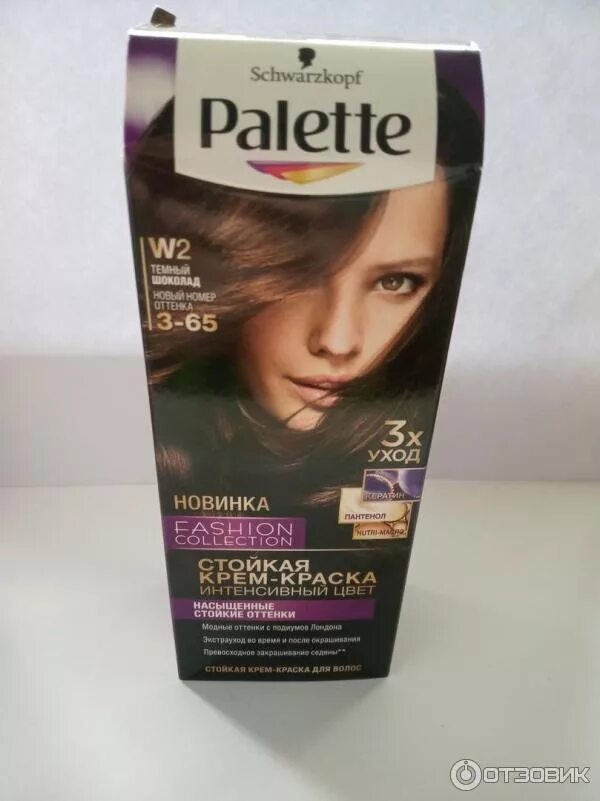 Schwarzkopf
Palette
W2
ТЕМНЫЙ
ШОКОЛАД
НОВЫЙ НОМЕР
ОТТЕНКА
3-65
3x
УХОД
КЕРАТИН
ПАНТЕНОЛ
NUTRI-МАСЛО
НОВИНКА
FASHION
COLLECTION
СТОЙКАЯ
КРЕМ-КРАСКА
ИНТЕНСИВНЫЙ ЦВЕТ
НАСЫЩЕННЫЕ
СТОЙКИЕ ОТТЕНКИ
Модные оттенки с подиумов Лондона
Экстрауход во время и после окрашивания
Превосходное закрашивание седины**
СТОЙКАЯ КРЕМ-КРАСКА ДЛЯ ВОЛОС
ОТЗОВИК